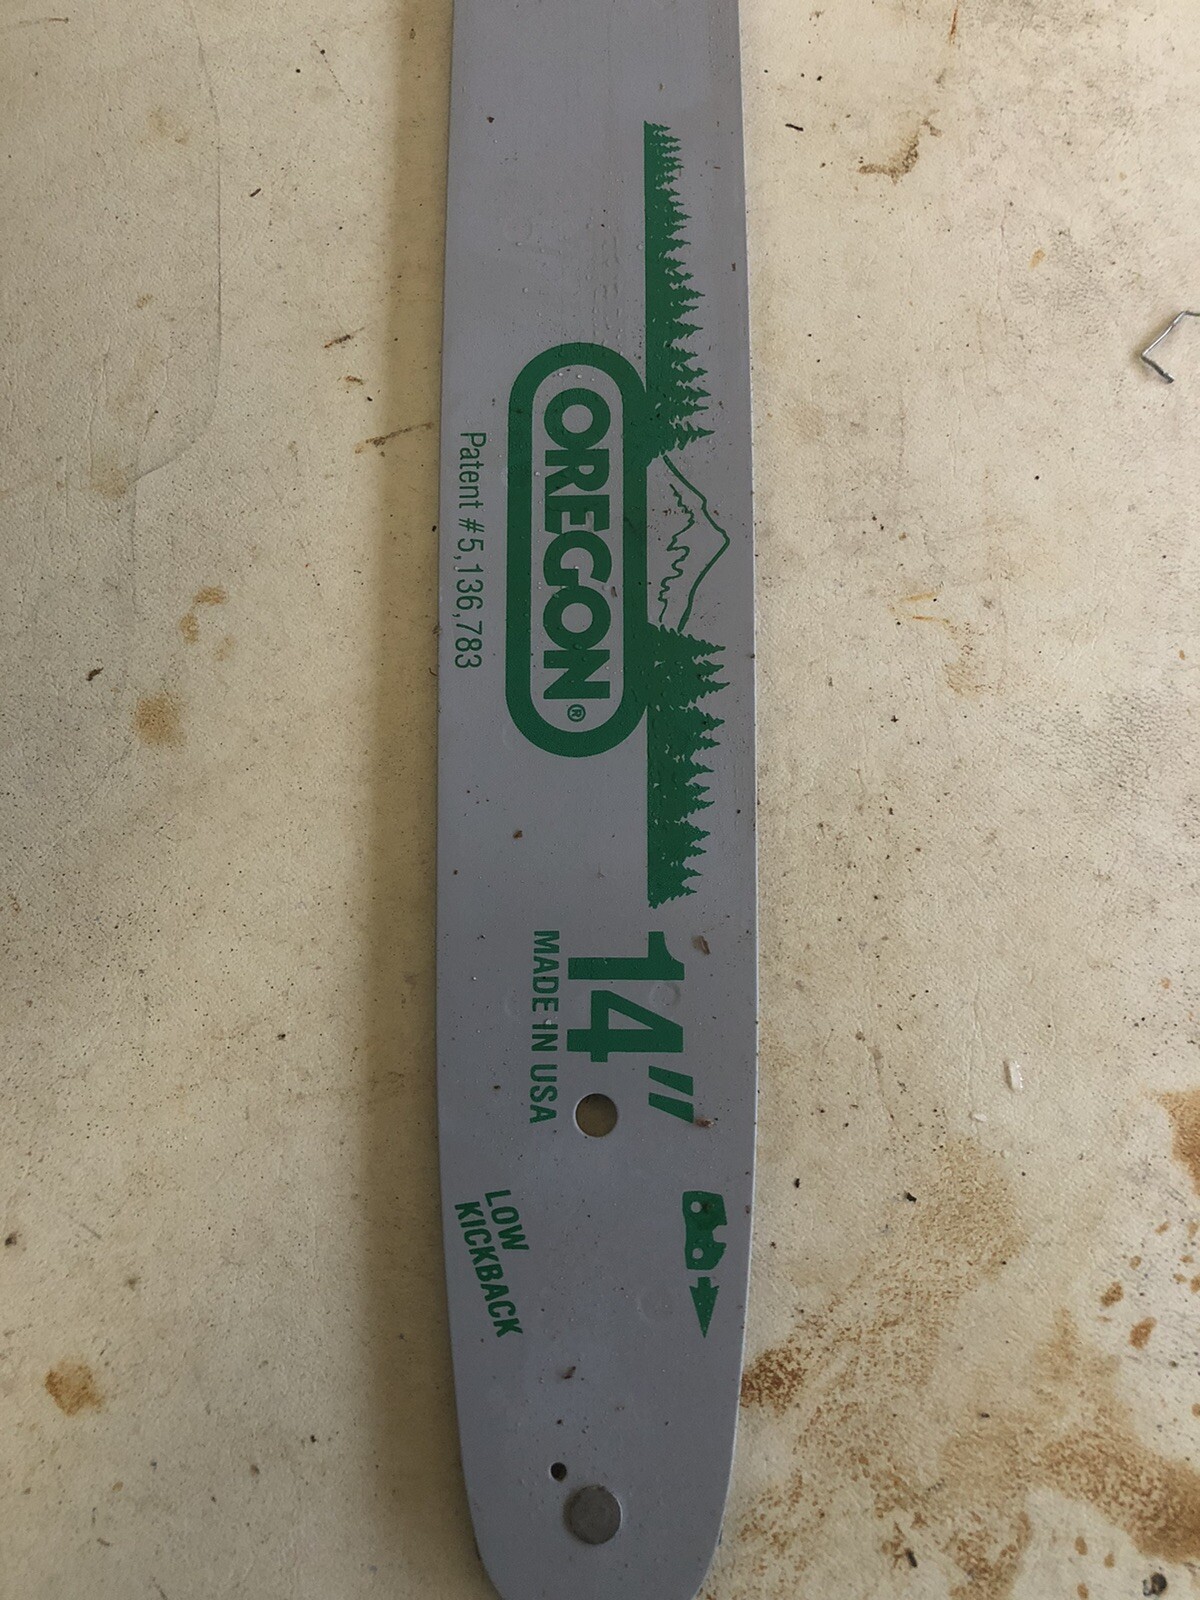 OREGON®
Patent #5,136,783
14"
MADE IN USA
LOW
KICKBACK